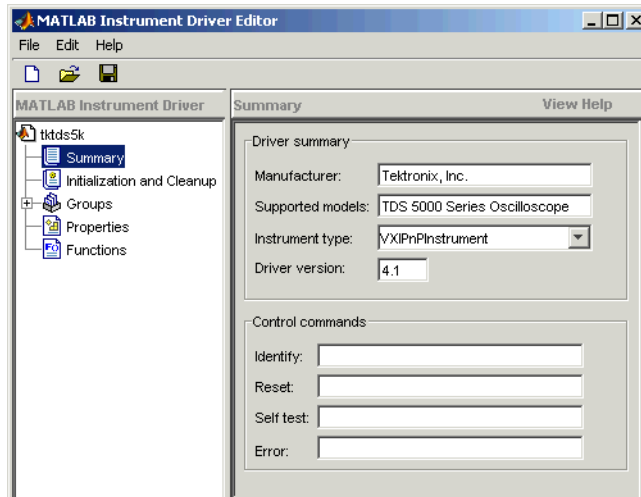 MATLAB Instrument Driver Editor
File Edit Help
MATLAB Instrument Driver
Summary View Help
tktds5k
Summary
Initialization and Cleanup
Groups
Properties
Functions
Driver summary
Manufacturer: Tektronix, Inc.
Supported models: TDS 5000 Series Oscilloscope
Instrument type: VXIPnPInstrument
Driver version: 4.1
Control commands
Identify:
Reset:
Self test:
Error: